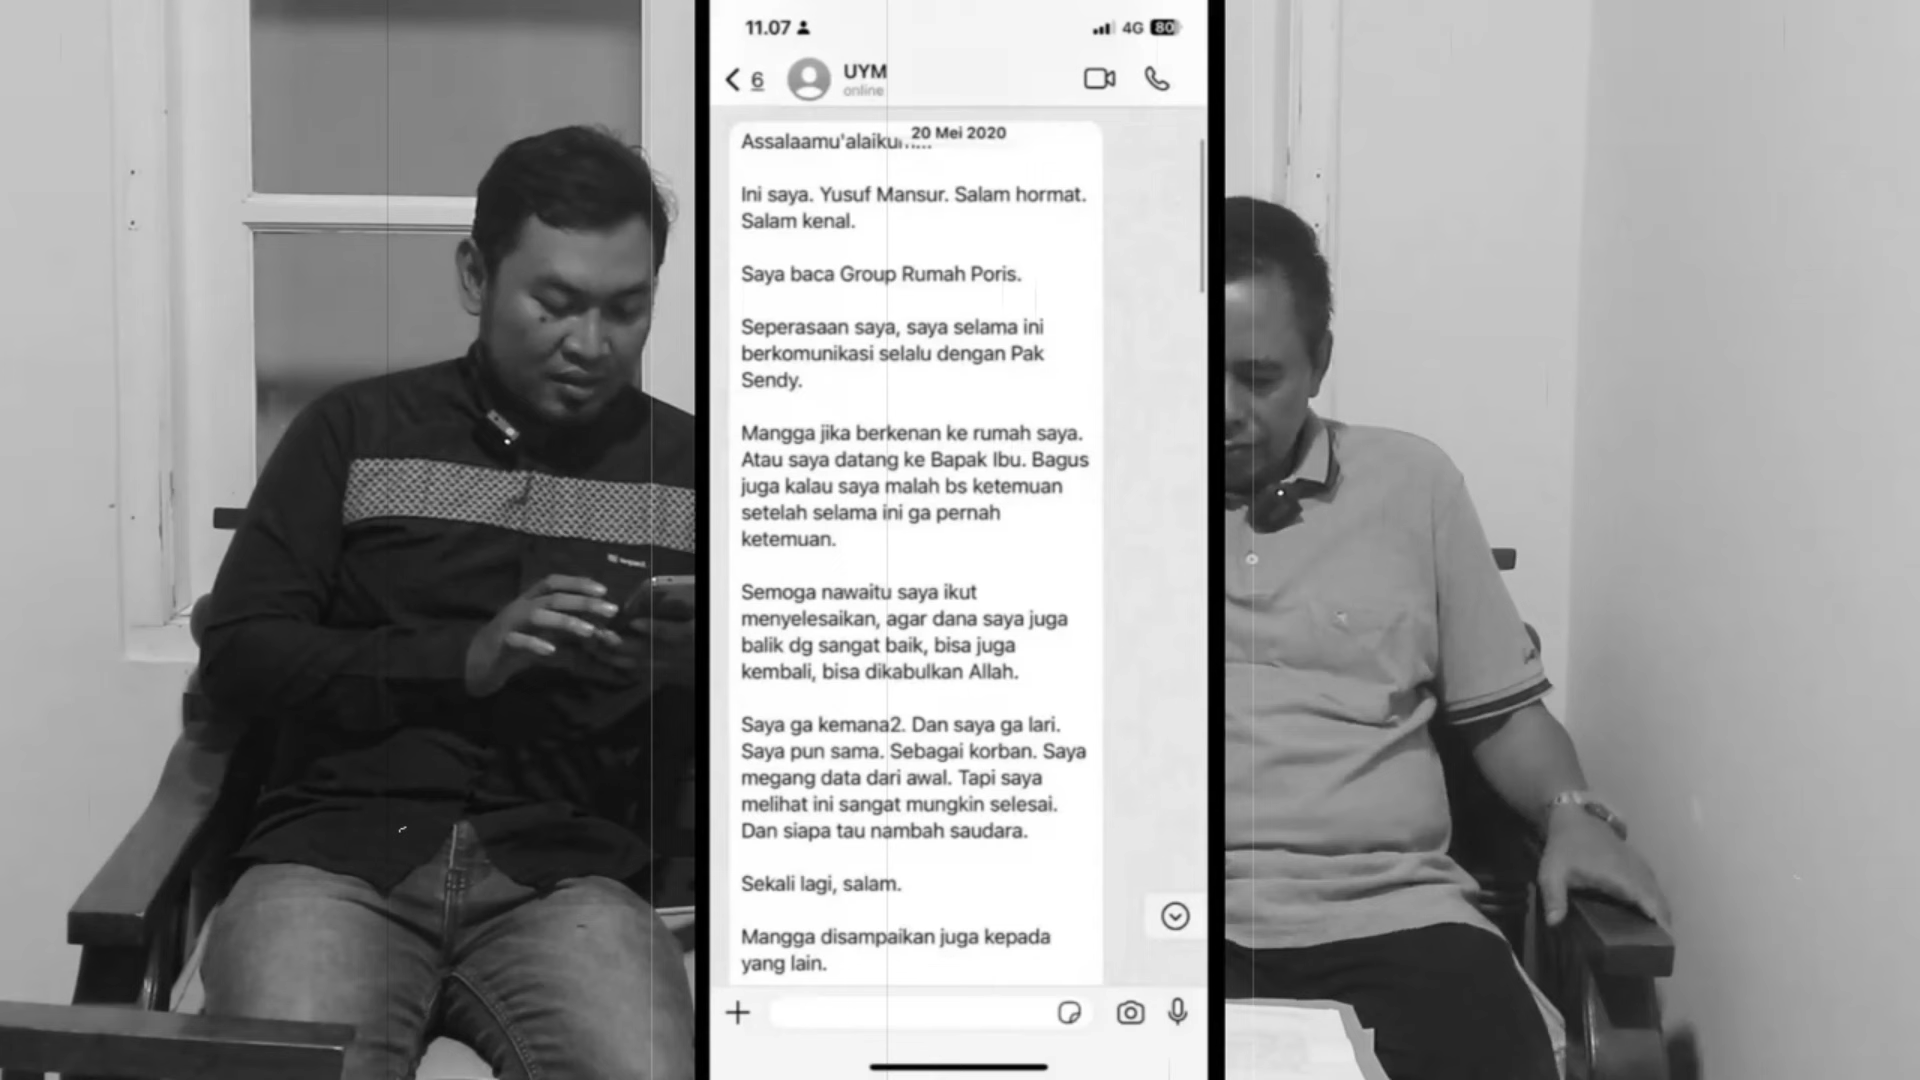 11.07
4G 80
6
UYM
online
20 Mei 2020
Assalaamu'alaikum....
Ini saya. Yusuf Mansur. Salam hormat.
Salam kenal.
Saya baca Group Rumah Poris.
Seperasaan saya, saya selama ini
berkomunikasi selalu dengan Pak
Sendy.
Mangga jika berkenan ke rumah saya.
Atau saya datang ke Bapak Ibu. Bagus
juga kalau saya malah bs ketemuan
setelah selama ini ga pernah
ketemuan.
Semoga nawaitu saya ikut
menyelesaikan, agar dana saya juga
balik dg sangat baik, bisa juga
kembali, bisa dikabulkan Allah.
Saya ga kemana2. Dan saya ga lari.
Saya pun sama. Sebagai korban. Saya
megang data dari awal. Tapi saya
melihat ini sangat mungkin selesai.
Dan siapa tau nambah saudara.
Sekali lagi, salam.
Mangga disampaikan juga kepada
yang lain.